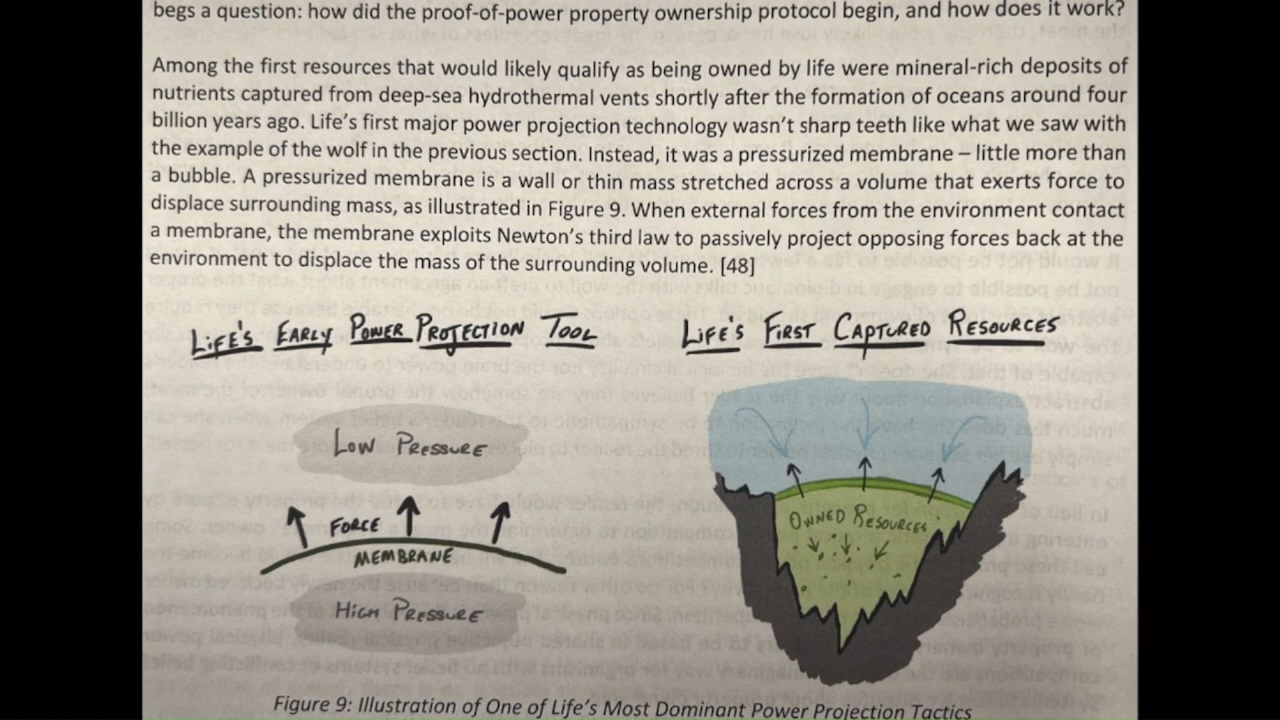 begs a question: how did the proof-of-power property ownership protocol begin, and how does it work?
Among the first resources that would likely qualify as being owned by life were mineral-rich deposits of
nutrients captured from deep-sea hydrothermal vents shortly after the formation of oceans around four
billion years ago. Life’s first major power projection technology wasn’t sharp teeth like what we saw with
the example of the wolf in the previous section. Instead, it was a pressurized membrane – little more than
a bubble. A pressurized membrane is a wall or thin mass stretched across a volume that exerts force to
displace surrounding mass, as illustrated in Figure 9. When external forces from the environment contact
a membrane, the membrane exploits Newton’s third law to passively project opposing forces back at the
environment to displace the mass of the surrounding volume. [48]
LIFE'S EARLY POWER PROJECTION TOOL
LOW PRESSURE
FORCE
MEMBRANE
HIGH PRESSURE
LIFE'S FIRST CAPTURED RESOURCES
OWNED RESOURCES
Figure 9: Illustration of One of Life’s Most Dominant Power Projection Tactics